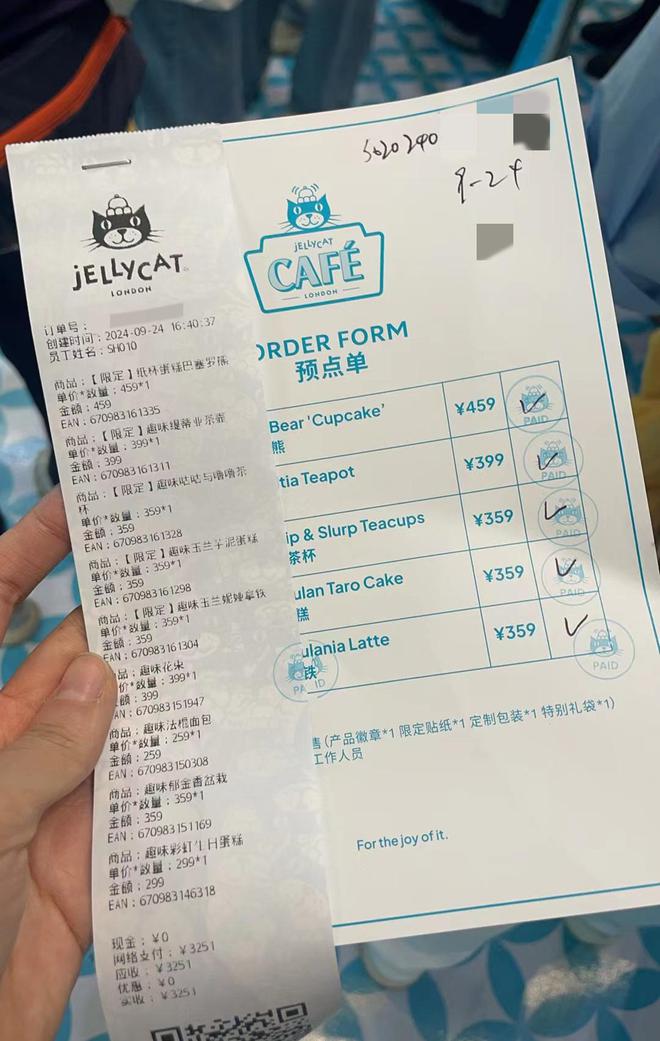 JELLYCAT
LONDON
订单号：
创建时间：2024-09-24 16:40:37
员工姓名：SH010
商品：【限定】纸杯蛋糕巴塞罗熊
单价*数量：459*1
金额：459
EAN：670983161335
商品：【限定】趣味缇蒂亚茶壶
单价*数量：399*1
金额：399
EAN：670983161311
商品：【限定】趣味咕咕与噜噜茶
杯
单价*数量：359*1
金额：359
EAN：670983161328
商品：【限定】趣味玉兰芋泥蛋糕
单价*数量：359*1
金额：359
EAN：670983161298
商品：【限定】趣味玉兰妮娅拿铁
单价*数量：359*1
金额：359
EAN：670983161304
品：趣味花束
价*数量：399*1
额：399
AN：670983151947
商品：趣味法棍面包
单价*数量：259*1
金额：259
EAN：670983150308
商品：趣味郁金香盆栽
单价*数量：359*1
金额：359
EAN：670983151169
商品：趣味彩虹生日蛋糕
单价*数量：299*1
金额：299
EAN：670983146318
现金：¥0
网络支付：¥3251
应收：¥3251
优惠：¥0
实收：¥3251
S620240
9-24
JELLYCAT
CAFÉ
LONDON
ORDER FORM
预点单
Bear 'Cupcake' ¥459 PAID
熊
tia Teapot ¥399 PAID
ip & Slurp Teacups ¥359 PAID
茶杯
ulan Taro Cake ¥359 PAID
糕
ulania Latte ¥359 PAID
铁
PAID
售(产品徽章*1 限定贴纸*1 定制包装*1 特别礼袋*1)
工作人员
For the joy of it.